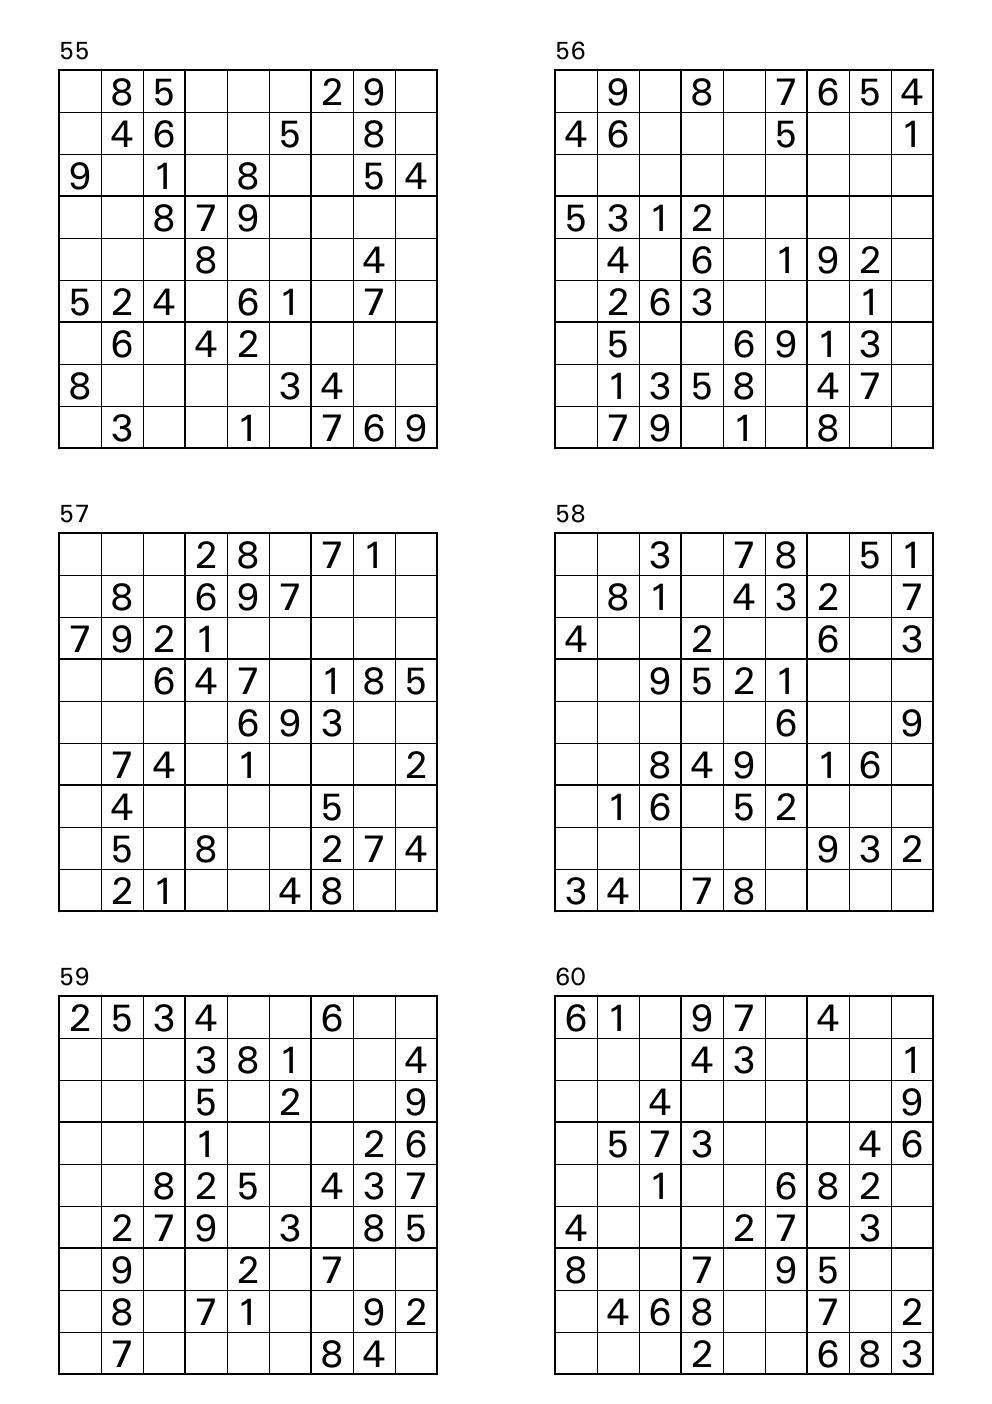 55
8 5 2 9
4 6 5 8
9 1 8 5 4
8 7 9
8 4
5 2 4 6 1 7
6 4 2
8 3 4
3 1 7 6 9
56
9 8 7 6 5 4
4 6 5 1
5 3 1 2
4 6 1 9 2
2 6 3 1
5 6 9 1 3
1 3 5 8 4 7
7 9 1 8
57
2 8 7 1
8 6 9 7
7 9 2 1
6 4 7 1 8 5
6 9 3
7 4 1 2
4 5
5 8 2 7 4
2 1 4 8
58
3 7 8 5 1
8 1 4 3 2 7
4 2 6 3
9 5 2 1
6 9
8 4 9 1 6
1 6 5 2
9 3 2
3 4 7 8
59
2 5 3 4 6
3 8 1 4
5 2 9
1 2 6
8 2 5 4 3 7
2 7 9 3 8 5
9 2 7
8 7 1 9 2
7 8 4
60
6 1 9 7 4
4 3 1
4 9
5 7 3 4 6
1 6 8 2
4 2 7 3
8 7 9 5
4 6 8 7 2
2 6 8 3